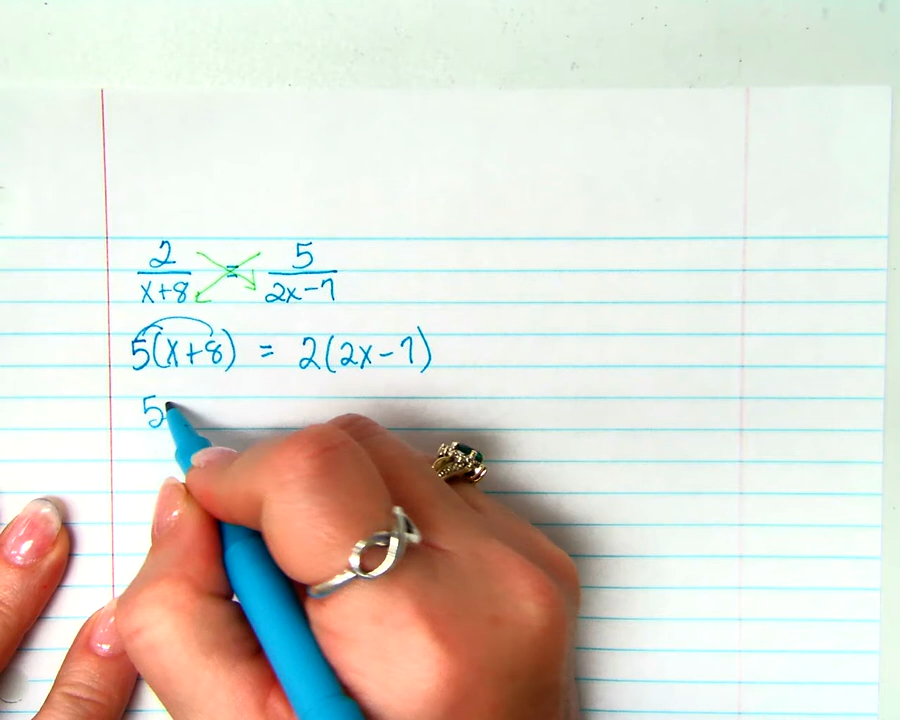 2/(x+8) = 5/(2x-7)
5(x+8) = 2(2x-7)
5